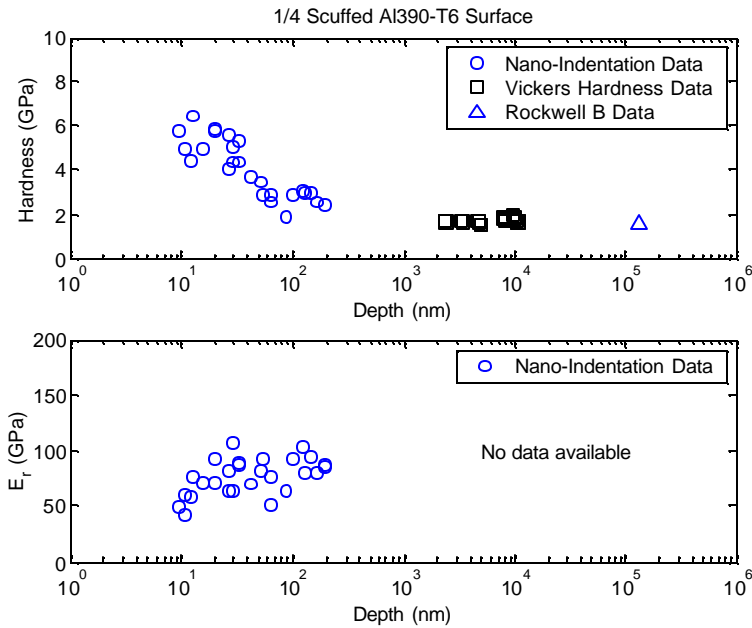 1/4 Scuffed Al390-T6 Surface
10
8
6
4
2
0
Hardness (GPa)
Nano-Indentation Data
Vickers Hardness Data
Rockwell B Data
10^0 10^1 10^2 10^3 10^4 10^5 10^6
Depth (nm)
200
150
100
50
0
E_r (GPa)
Nano-Indentation Data
No data available
10^0 10^1 10^2 10^3 10^4 10^5 10^6
Depth (nm)